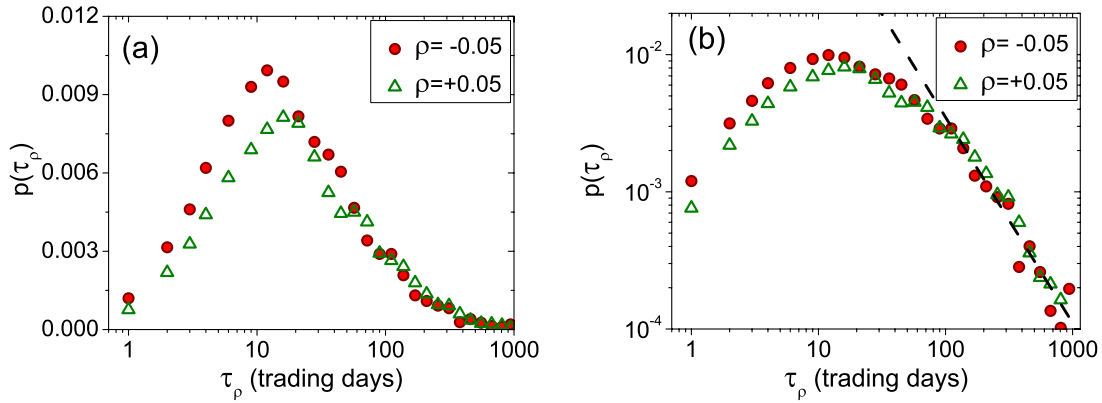 (a)
ρ= -0.05
ρ=+0.05
0.012
0.009
0.006
0.003
0.000
p(τρ)
1 10 100 1000
τρ (trading days)
(b)
ρ= -0.05
ρ=+0.05
10⁻²
10⁻³
10⁻⁴
p(τρ)
1 10 100 1000
τρ (trading days)